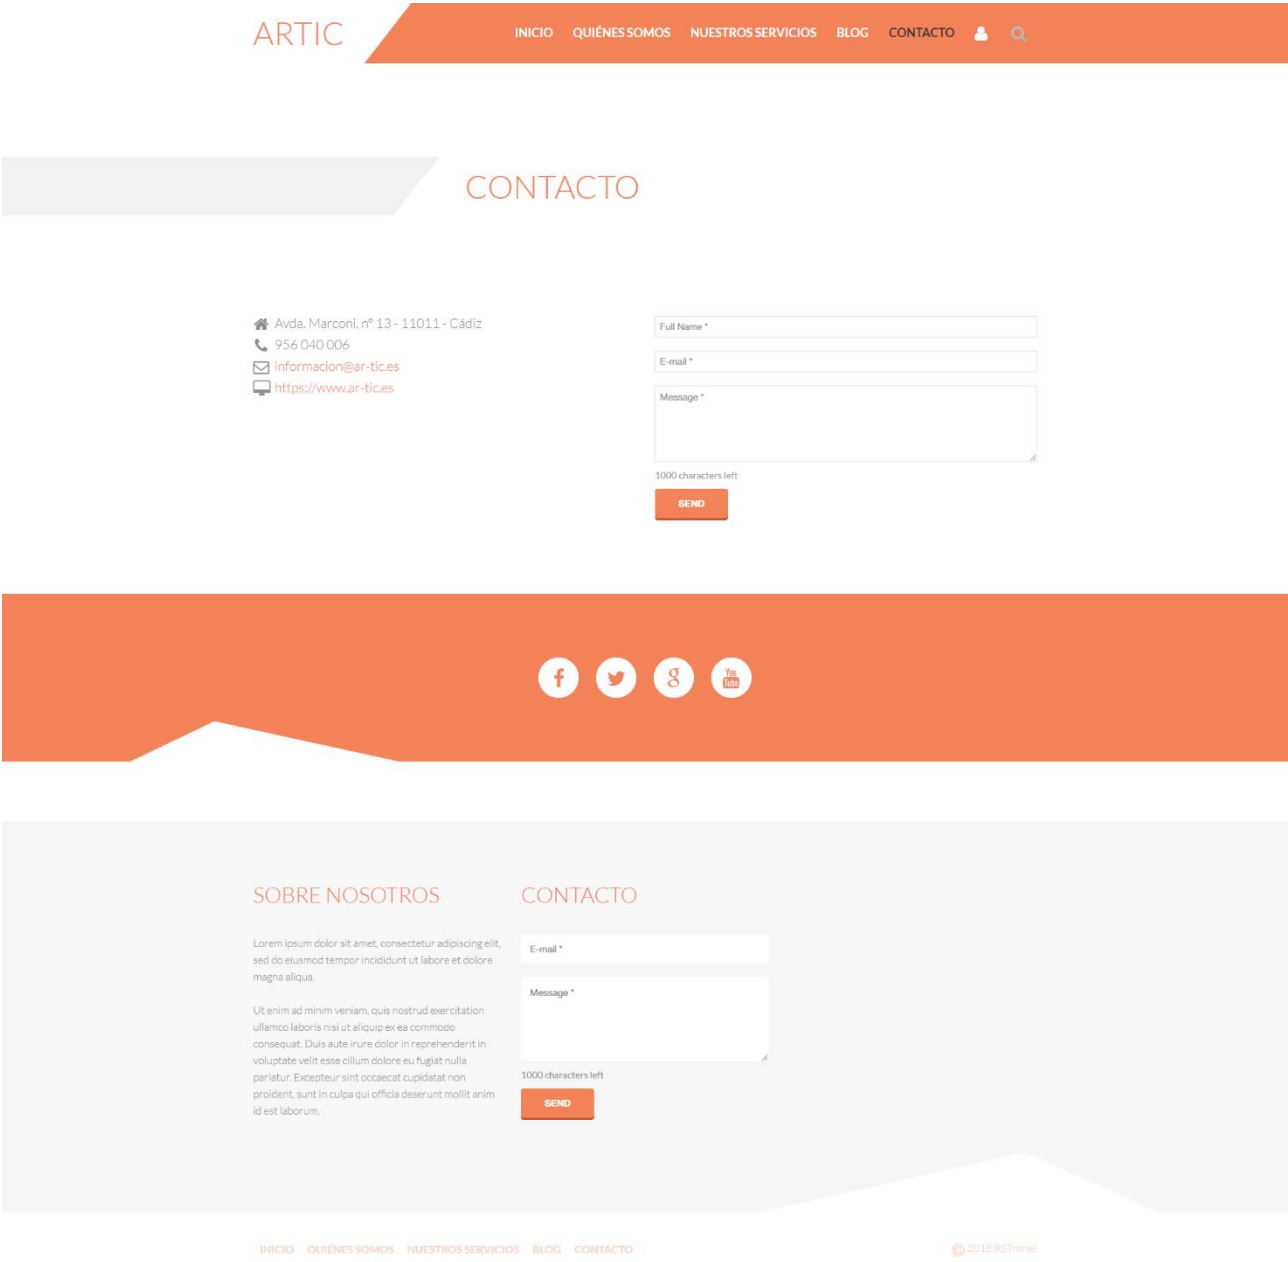 ARTIC
INICIO QUIÉNES SOMOS NUESTROS SERVICIOS BLOG CONTACTO
CONTACTO
Avda. Marconi, nº 13 - 11011 - Cádiz
956 040 006
informacion@ar-tic.es
https://www.ar-tic.es
Full Name *
E-mail *
Message *
1000 characters left
SEND
You
Tube
SOBRE NOSOTROS
Lorem ipsum dolor sit amet, consectetur adipiscing elit,
sed do eiusmod tempor incididunt ut labore et dolore
magna aliqua.
Ut enim ad minim veniam, quis nostrud exercitation
ullamco laboris nisi ut aliquip ex ea commodo
consequat. Duis aute irure dolor in reprehenderit in
voluptate velit esse cillum dolore eu fugiat nulla
pariatur. Excepteur sint occaecat cupidatat non
proident, sunt in culpa qui officia deserunt mollit anim
id est laborum.
CONTACTO
E-mail *
Message *
1000 characters left
SEND
INICIO QUIÉNES SOMOS NUESTROS SERVICIOS BLOG CONTACTO
© RSTronet